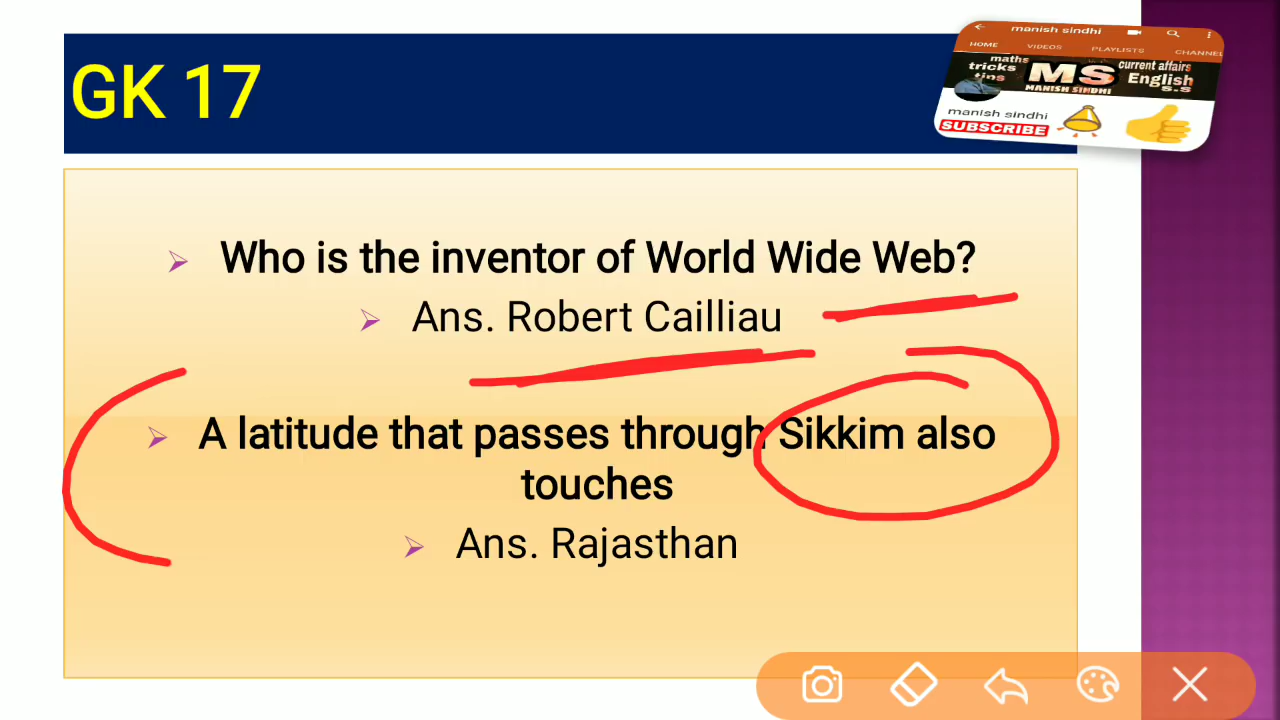 GK 17
manish sindhi
HOME VIDEOS PLAYLISTS CHANNEL
maths
tricks
tips
MS
MANISH SINDHI
current affairs
English
S.S
manish sindhi
SUBSCRIBE
Who is the inventor of World Wide Web?
Ans. Robert Cailliau
A latitude that passes through Sikkim also
touches
Ans. Rajasthan